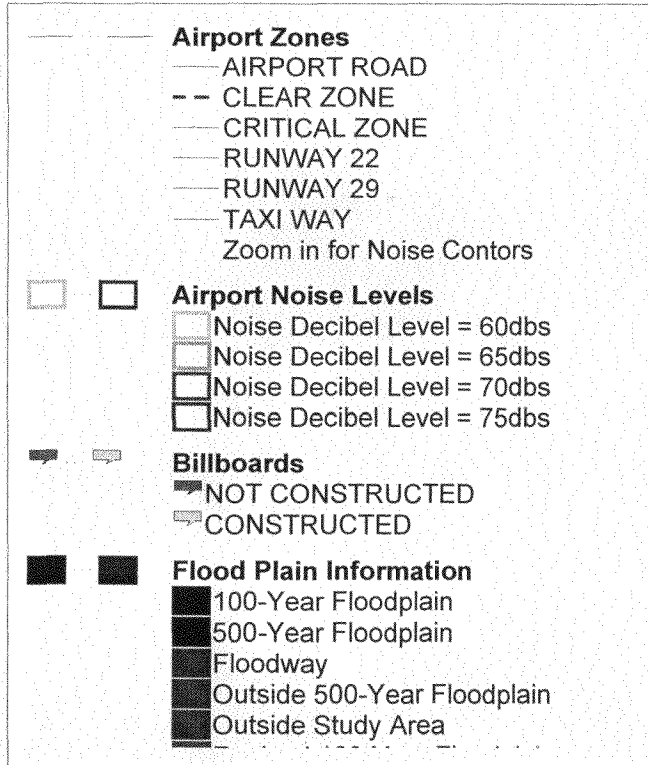 Airport Zones
AIRPORT ROAD
CLEAR ZONE
CRITICAL ZONE
RUNWAY 22
RUNWAY 29
TAXI WAY
Zoom in for Noise Contors
Airport Noise Levels
Noise Decibel Level = 60dbs
Noise Decibel Level = 65dbs
Noise Decibel Level = 70dbs
Noise Decibel Level = 75dbs
Billboards
NOT CONSTRUCTED
CONSTRUCTED
Flood Plain Information
100-Year Floodplain
500-Year Floodplain
Floodway
Outside 500-Year Floodplain
Outside Study Area